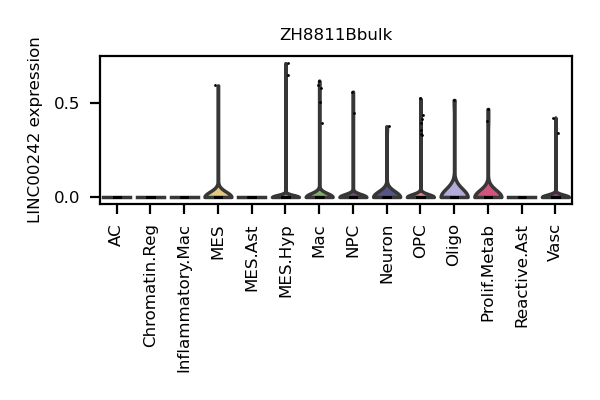 ZH8811Bbulk
LINC00242 expression
0.5
0.0
AC
Chromatin.Reg
Inflammatory.Mac
MES
MES.Ast
MES.Hyp
Mac
NPC
Neuron
OPC
Oligo
Prolif.Metab
Reactive.Ast
Vasc